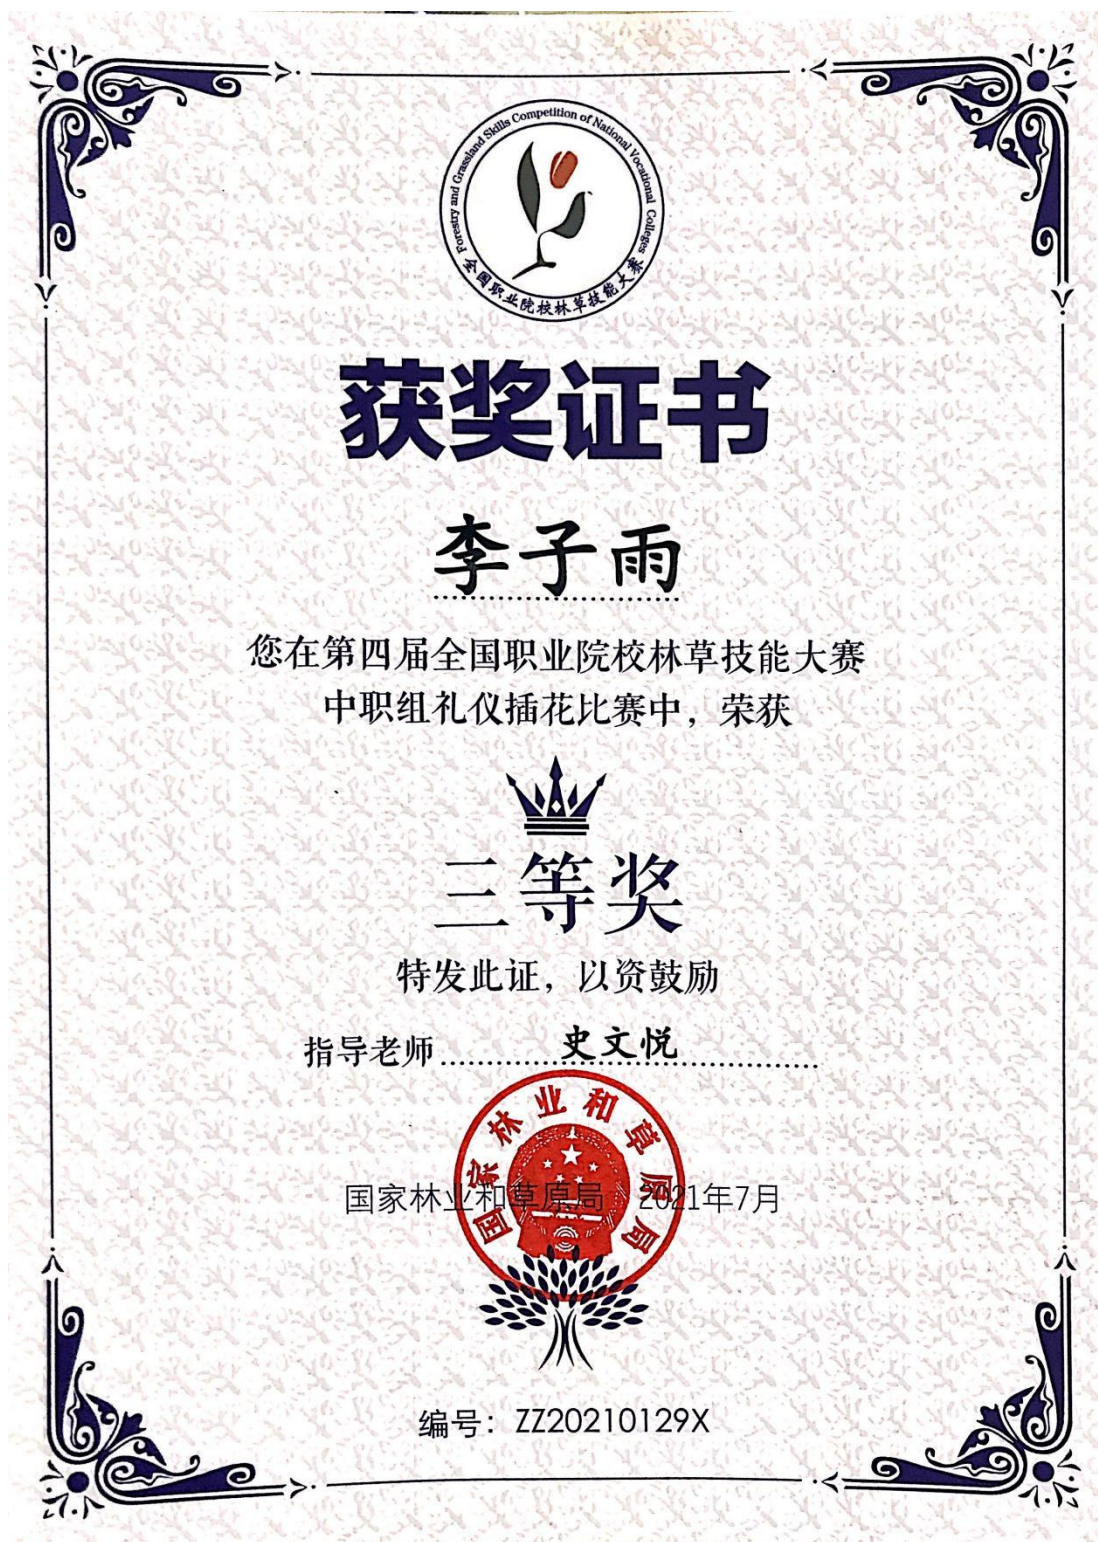 Forestry and Grassland Skills Competition of National Vocational Colleges
全国职业院校林草技能大赛
获奖证书
李子雨
您在第四届全国职业院校林草技能大赛
中职组礼仪插花比赛中，荣获
三等奖
特发此证，以资鼓励
指导老师 史文悦
国家林业和草原局
国家林业和草原局 2021年7月
编号：ZZ20210129X